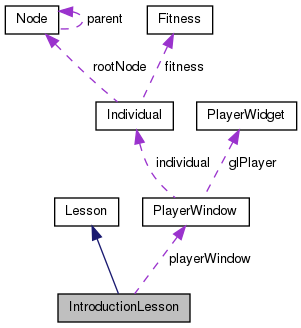 Node
parent
Fitness
rootNode
fitness
Individual
PlayerWidget
individual
glPlayer
Lesson
PlayerWindow
playerWindow
IntroductionLesson